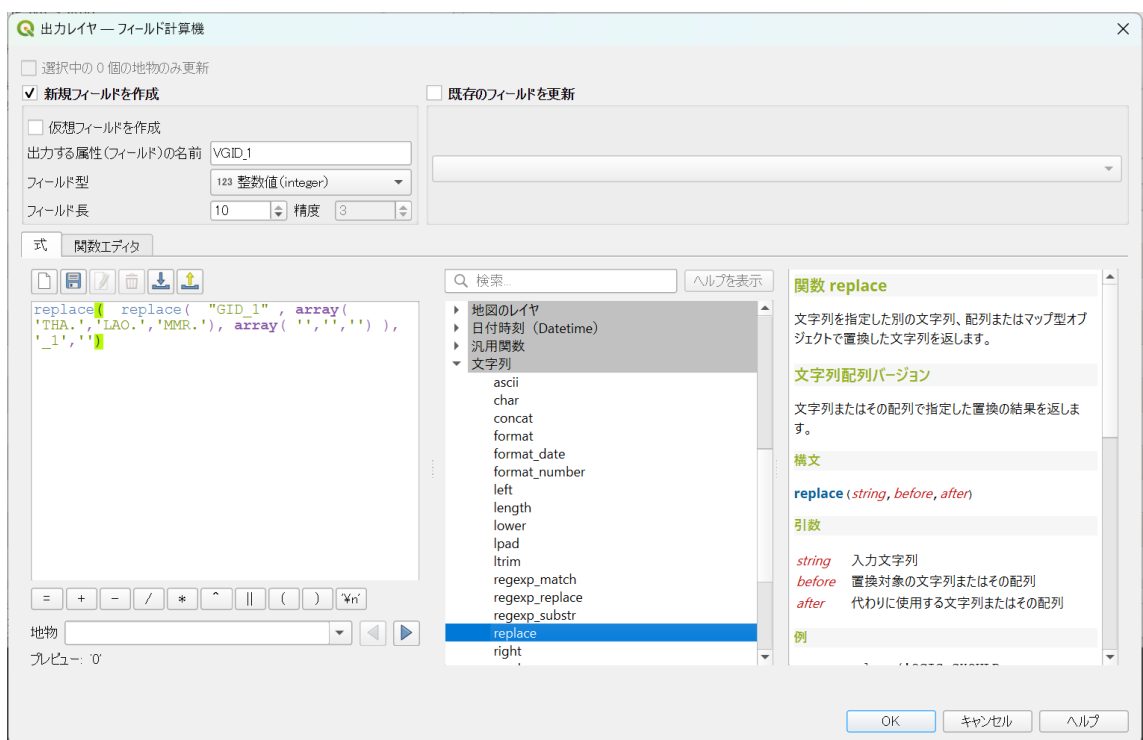 出力レイヤ — フィールド計算機
選択中の 0 個の地物のみ更新
新規フィールドを作成
既存のフィールドを更新
仮想フィールドを作成
出力する属性(フィールド)の名前 VGID_1
フィールド型 123 整数値(integer)
フィールド長 10 精度 3
式 関数エディタ
検索... ヘルプを表示
replace( replace( "GID_1" , array(
'THA.','LAO.','MMR.'), array( '','','') ),
'_1','')
地図のレイヤ
日付時刻（Datetime）
汎用関数
文字列
ascii
char
concat
format
format_date
format_number
left
length
lower
lpad
ltrim
regexp_match
regexp_replace
regexp_substr
replace
right
関数 replace
文字列を指定した別の文字列、配列またはマップ型オブ
ジェクトで置換した文字列を返します。
文字列配列バージョン
文字列またはその配列で指定した置換の結果を返しま
す。
構文
replace(string, before, after)
引数
string 入力文字列
before 置換対象の文字列またはその配列
after 代わりに使用する文字列またはその配列
例
= + - / * ^ || ( ) '¥n'
地物
プレビュー: '0'
OK キャンセル ヘルプ